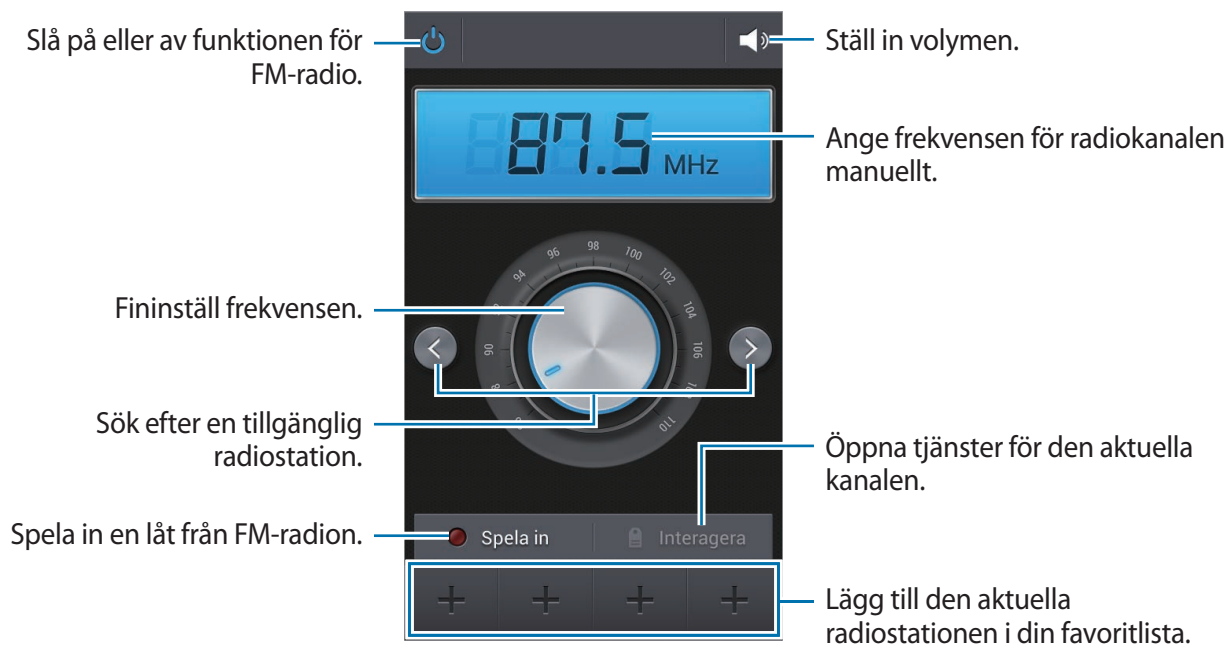 Slå på eller av funktionen för
FM-radio.
Ställ in volymen.
87.5 MHz
Ange frekvensen för radiokanalen
manuellt.
90
94
96
98
100
102
104
106
110
Fininställ frekvensen.
Sök efter en tillgänglig
radiostation.
Öppna tjänster för den aktuella
kanalen.
Spela in en låt från FM-radion.
Spela in
Interagera
Lägg till den aktuella
radiostationen i din favoritlista.